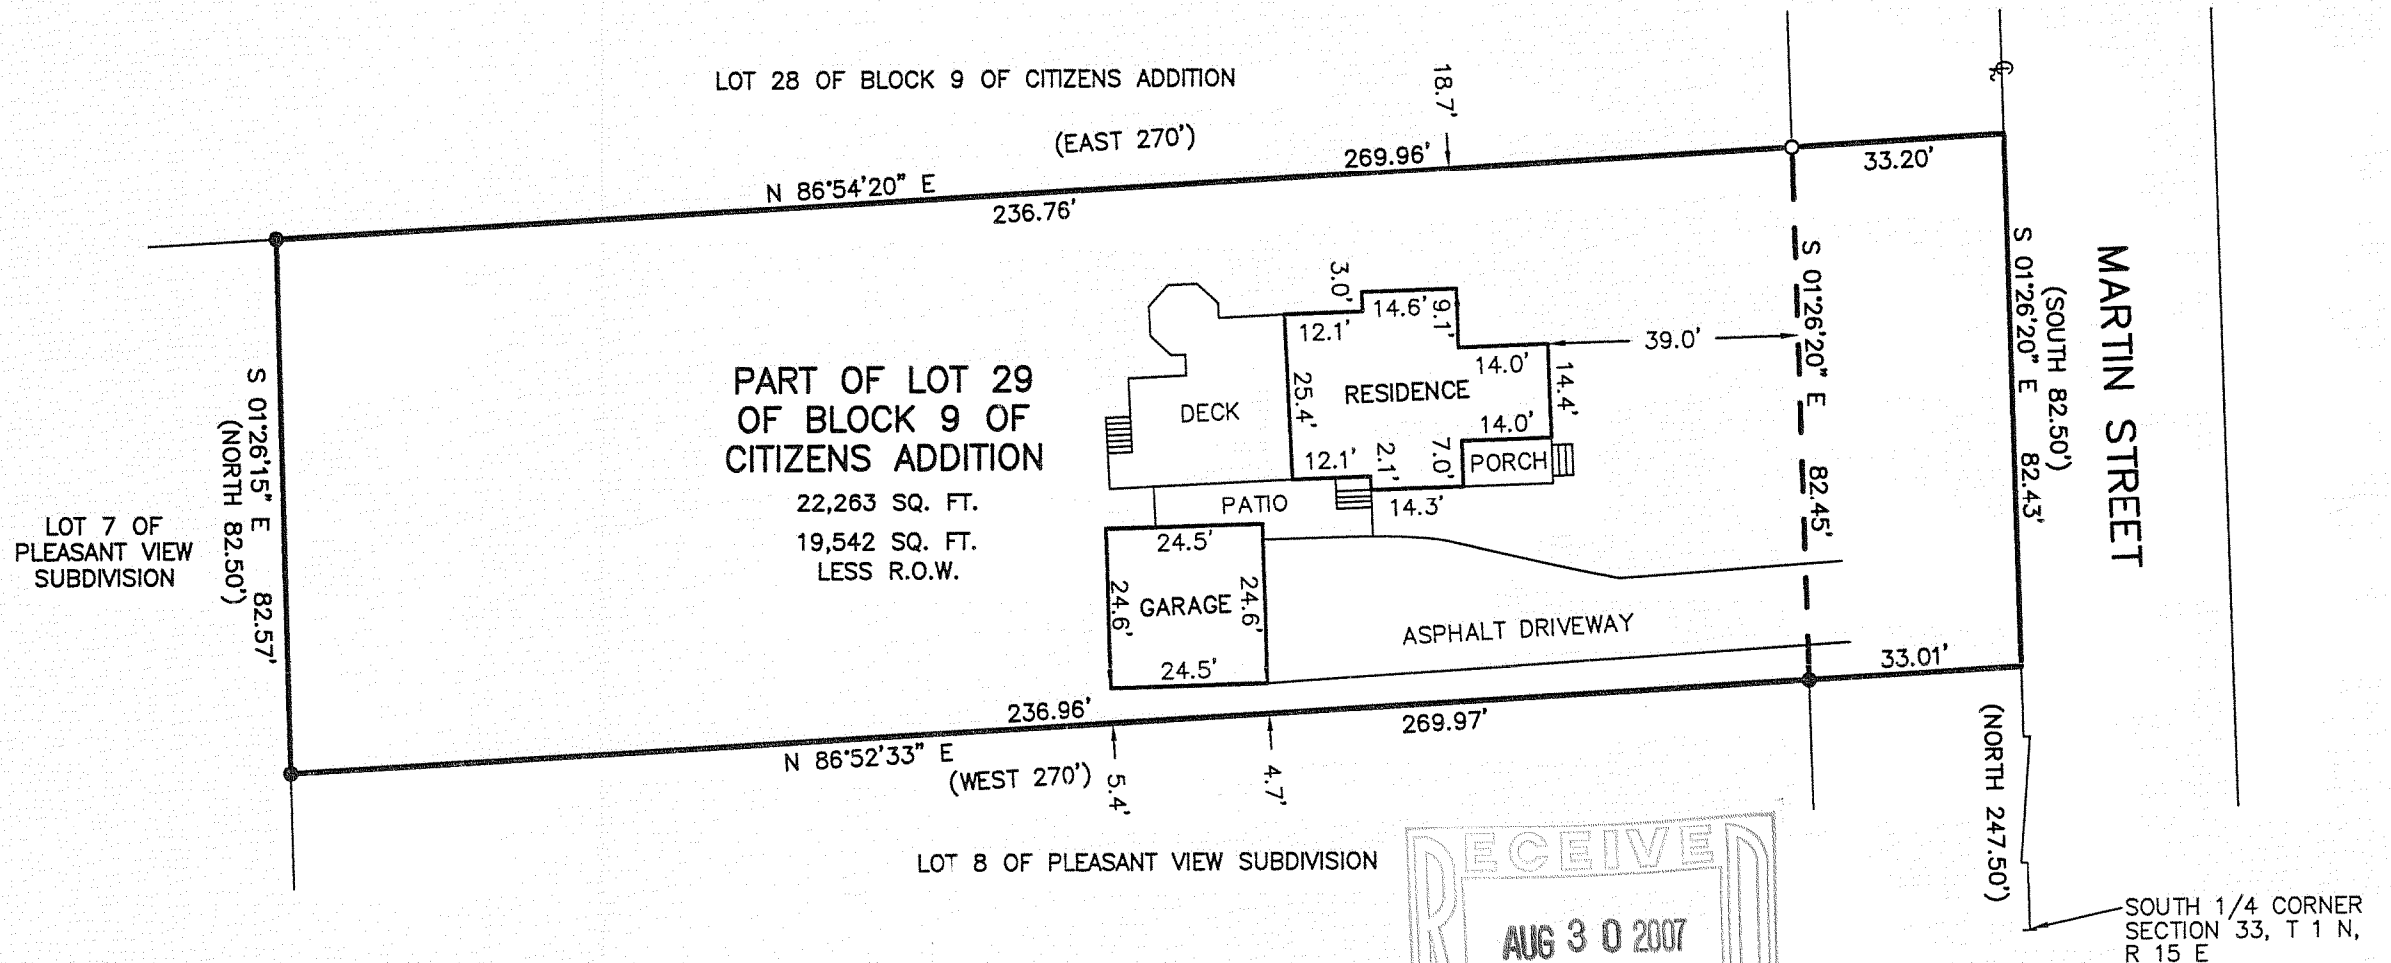 LOT 28 OF BLOCK 9 OF CITIZENS ADDITION
18.7'
(EAST 270')
269.96'
33.20'
N 86°54'20" E
236.76'
S 01°26'15" E 82.57'
(NORTH 82.50')
LOT 7 OF
PLEASANT VIEW
SUBDIVISION
PART OF LOT 29
OF BLOCK 9 OF
CITIZENS ADDITION
22,263 SQ. FT.
19,542 SQ. FT.
LESS R.O.W.
3.0'
14.6'
9.1'
12.1'
14.0'
39.0'
25.4'
RESIDENCE
14.4'
DECK
14.0'
12.1'
2.1'
7.0'
PORCH
PATIO
14.3'
24.5'
24.6'
GARAGE
24.6'
24.5'
ASPHALT DRIVEWAY
S 01°26'20" E 82.45'
S 01°26'20" E 82.43'
(SOUTH 82.50')
MARTIN STREET
33.01'
236.96'
269.97'
N 86°52'33" E
(WEST 270')
5.4'
4.7'
(NORTH 247.50')
LOT 8 OF PLEASANT VIEW SUBDIVISION
RECEIVED
AUG 30 2007
SOUTH 1/4 CORNER
SECTION 33, T 1 N,
R 15 E